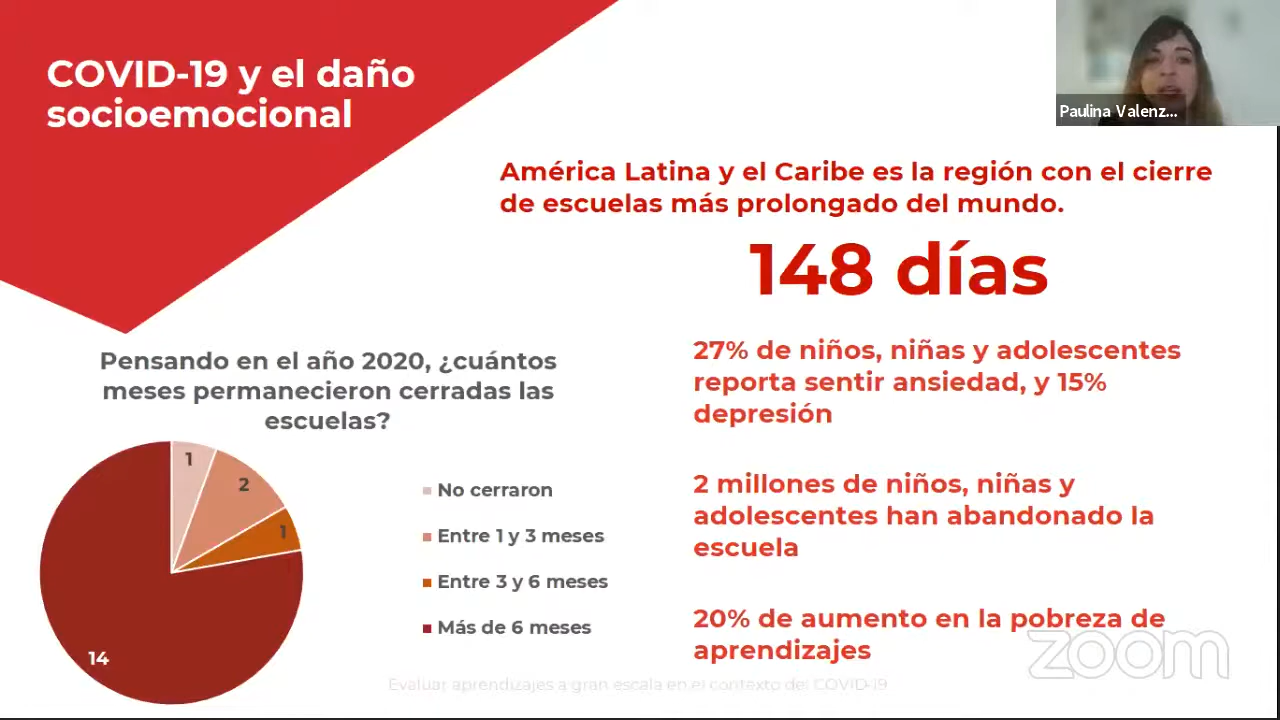 COVID-19 y el daño
socioemocional
Paulina Valenz...
América Latina y el Caribe es la región con el cierre
de escuelas más prolongado del mundo.
148 días
Pensando en el año 2020, ¿cuántos
meses permanecieron cerradas las
escuelas?
1
2
1
14
No cerraron
Entre 1 y 3 meses
Entre 3 y 6 meses
Más de 6 meses
27% de niños, niñas y adolescentes
reporta sentir ansiedad, y 15%
depresión
2 millones de niños, niñas y
adolescentes han abandonado la
escuela
20% de aumento en la pobreza de
aprendizajes
zoom
Evaluar aprendizajes a gran escala en el contexto de COVID-19